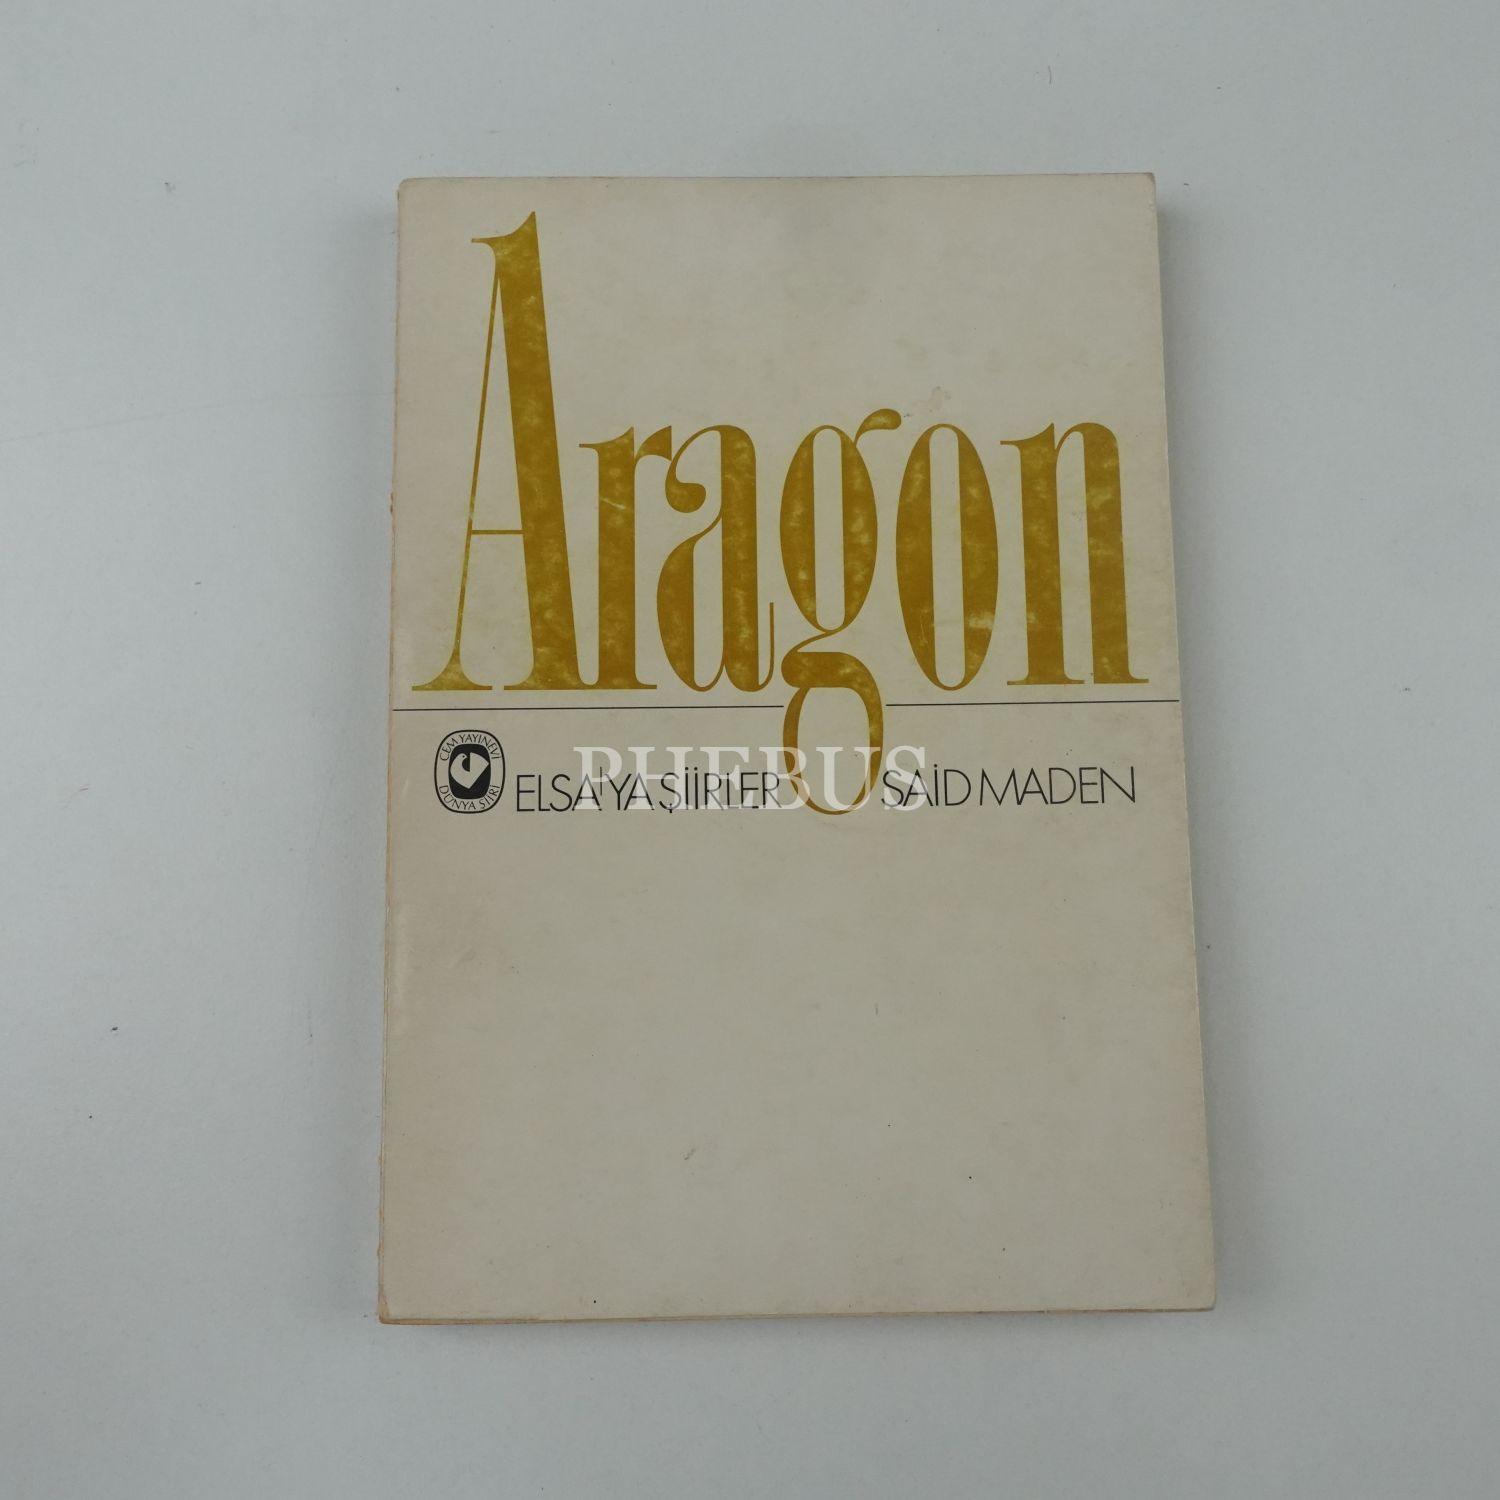 Aragon
CEM YAYINEVİ
DÜNYA ŞİİRİ
ELSA'YA ŞİİRLER SAİD MADEN
PHEBUS